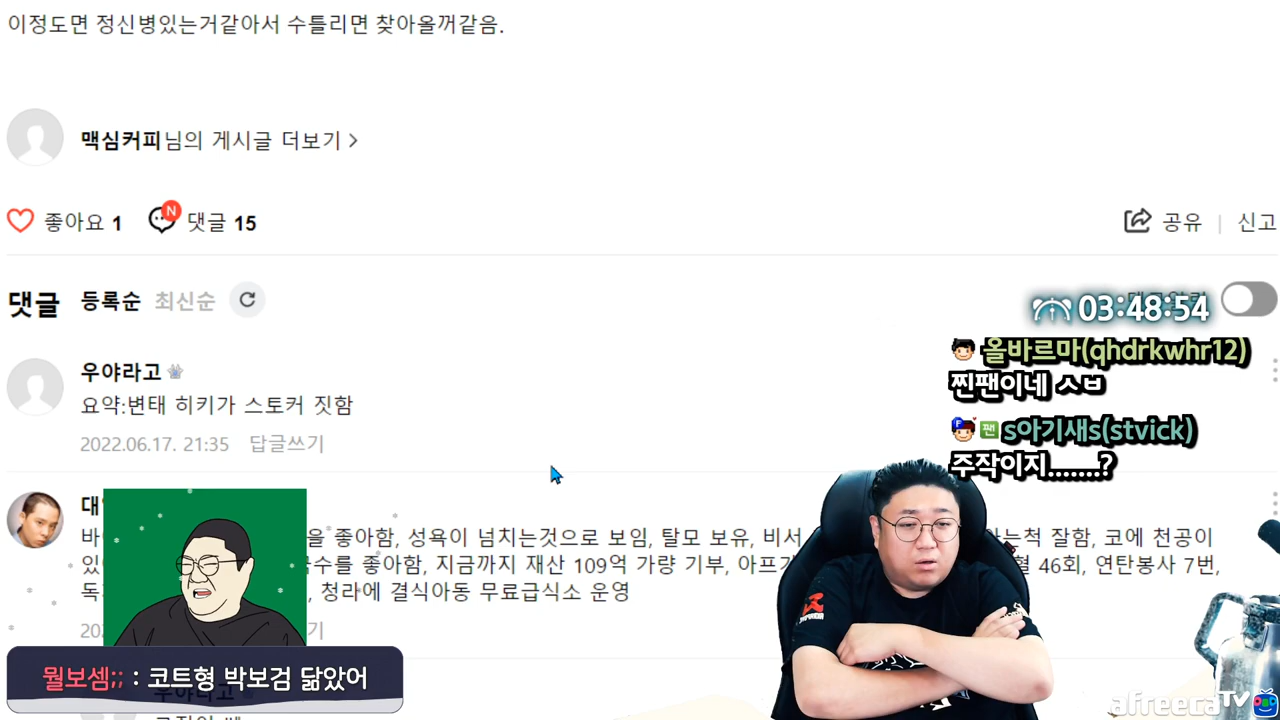 이정도면 정신병있는거같아서 수틀리면 찾아올꺼같음.
맥심커피님의 게시글 더보기 >
좋아요 1
N
댓글 15
공유 | 신고
댓글 등록순 최신순
03:48:54
올바르마(qhdrkwhr12)
찐팬이네 ㅅㅂ
우야라고
요약:변태 히키가 스토커 짓함
2022.06.17. 21:35 답글쓰기
F 팬 s아기새s(stvick)
주작이지.......?
을 좋아함, 성욕이 넘치는것으로 보임, 탈모 보유, 비서
척 잘함, 코에 천공이
를 좋아함, 지금까지 재산 109억 가량 기부,
46회, 연탄봉사 7번,
청라에 결식아동 무료급식소 운영
뭘보셈;; : 코트형 박보검 닮았어
afreecaTV